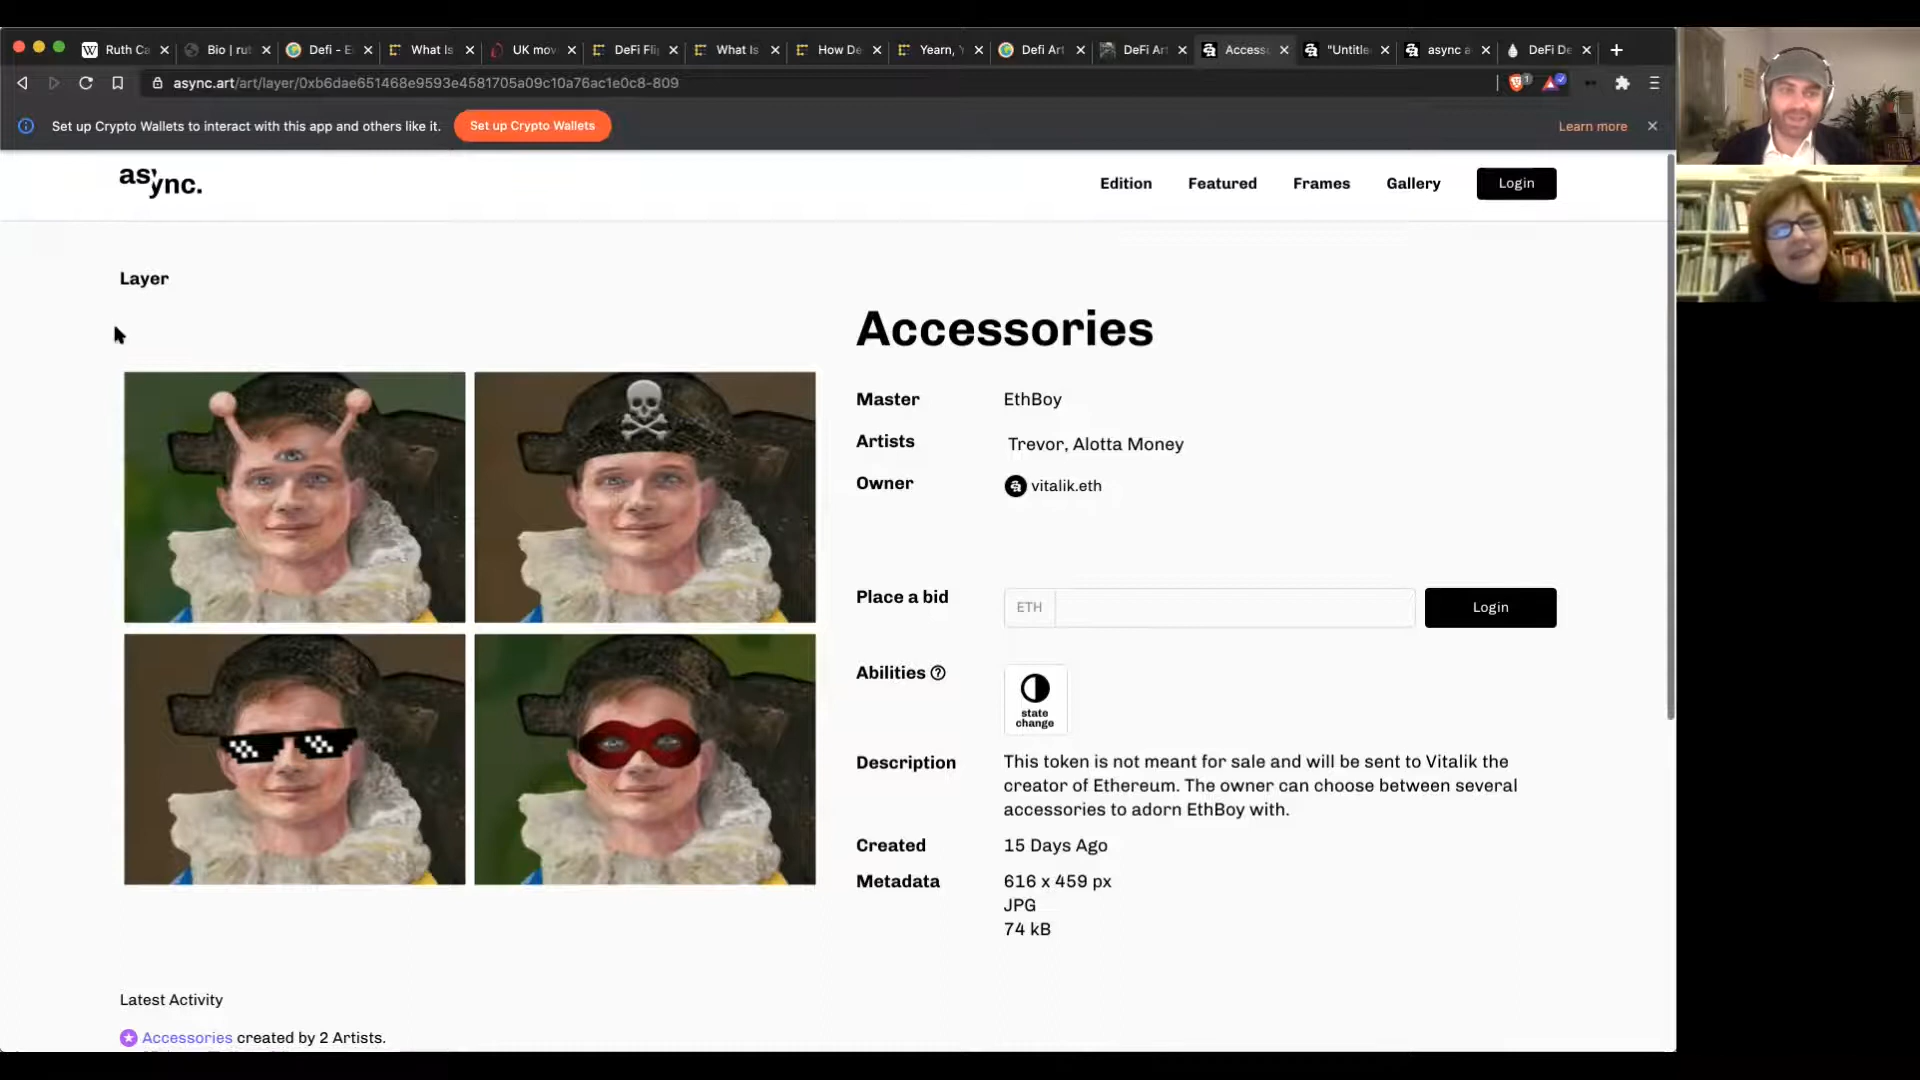 Ruth Ca
Bio | rut
Defi - E
What Is
UK mov
DeFi Fli
What Is
How De
Yearn, Y
Defi Art
DeFi Art
Access
"Untitle
async a
DeFi De
async.art/art/layer/0xb6dae651468e9593e4581705a09c10a76ac1e0c8-809
Set up Crypto Wallets to interact with this app and others like it.
Set up Crypto Wallets
Learn more
async.
Edition
Featured
Frames
Gallery
Login
Layer
Accessories
Master EthBoy
Artists Trevor, Alotta Money
Owner vitalik.eth
Place a bid ETH Login
Abilities
state
change
Description This token is not meant for sale and will be sent to Vitalik the
creator of Ethereum. The owner can choose between several
accessories to adorn EthBoy with.
Created 15 Days Ago
Metadata 616 x 459 px
JPG
74 kB
Latest Activity
Accessories created by 2 Artists.